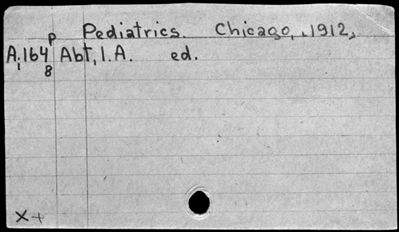 p Pediatrics. Chicago, 1912,
A,164 Abt, I. A. ed.
8
X+